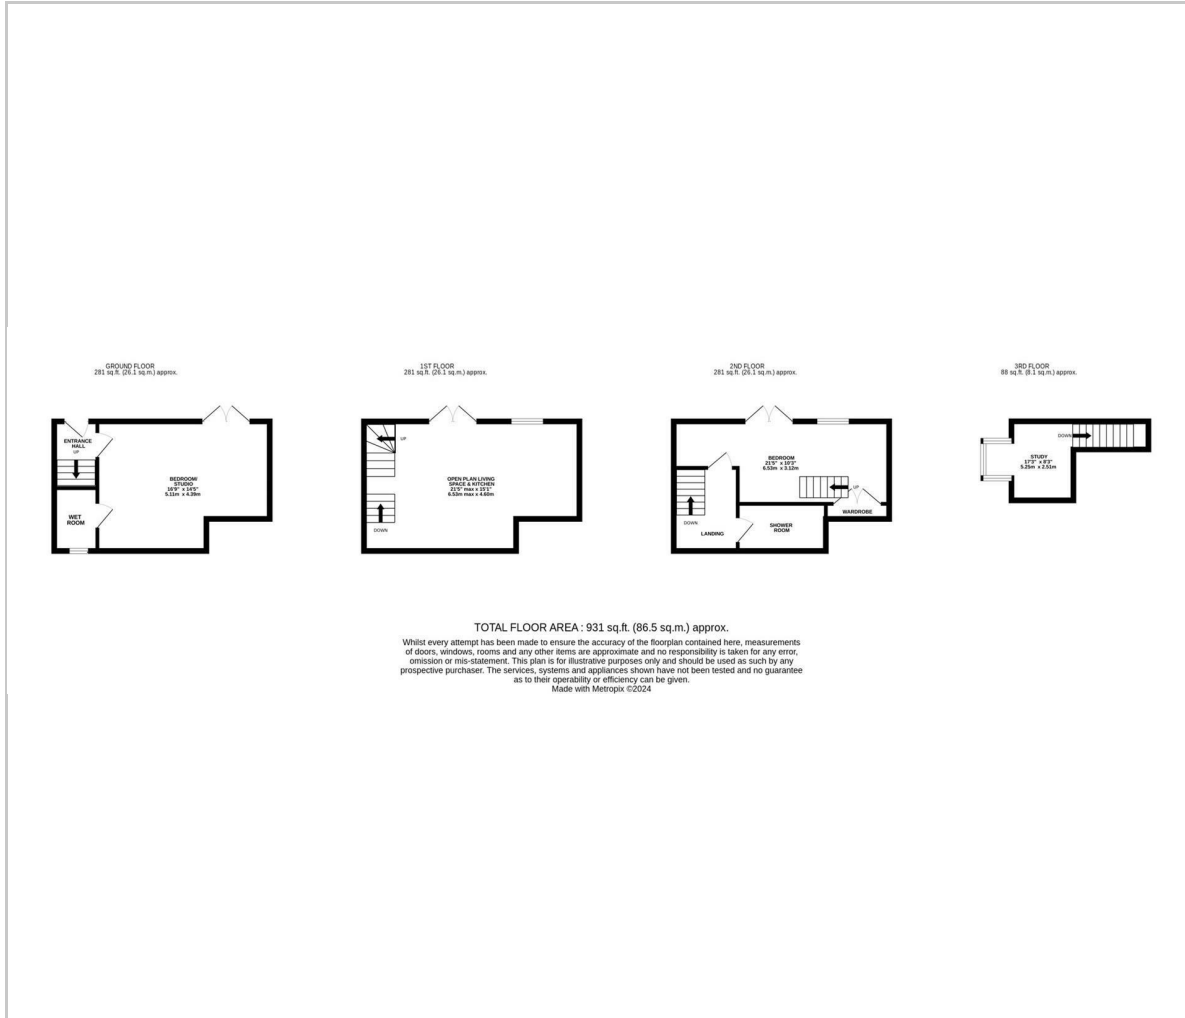 GROUND FLOOR
281 sq.ft. (26.1 sq.m.) approx.
ENTRANCE
HALL
UP
BEDROOM/
STUDIO
16'9" x 14'5"
5.11m x 4.39m
WET
ROOM
1ST FLOOR
281 sq.ft. (26.1 sq.m.) approx.
UP
OPEN PLAN LIVING
SPACE & KITCHEN
21'5" max x 15'1"
6.53m max x 4.60m
DOWN
2ND FLOOR
281 sq.ft. (26.1 sq.m.) approx.
BEDROOM
21'5" x 10'3"
6.53m x 3.12m
UP
WARDROBE
DOWN
LANDING
SHOWER
ROOM
3RD FLOOR
88 sq.ft. (8.1 sq.m.) approx.
DOWN
STUDY
17'3" x 8'3"
5.25m x 2.51m
TOTAL FLOOR AREA : 931 sq.ft. (86.5 sq.m.) approx.
Whilst every attempt has been made to ensure the accuracy of the floorplan contained here, measurements
of doors, windows, rooms and any other items are approximate and no responsibility is taken for any error,
omission or mis-statement. This plan is for illustrative purposes only and should be used as such by any
prospective purchaser. The services, systems and appliances shown have not been tested and no guarantee
as to their operability or efficiency can be given.
Made with Metropix ©2024